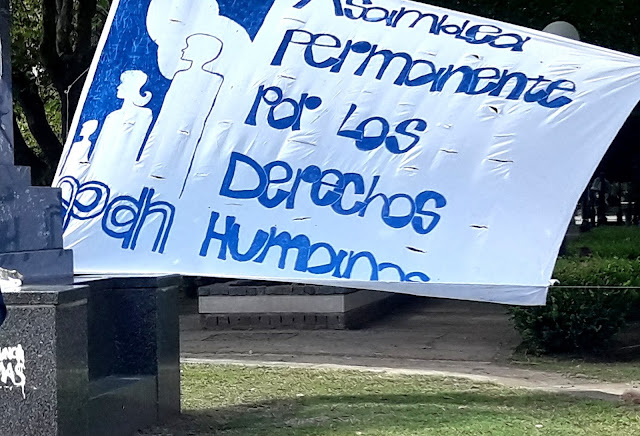 Asamblea
Permanente
Por Los
Derechos
Humanos
apdh